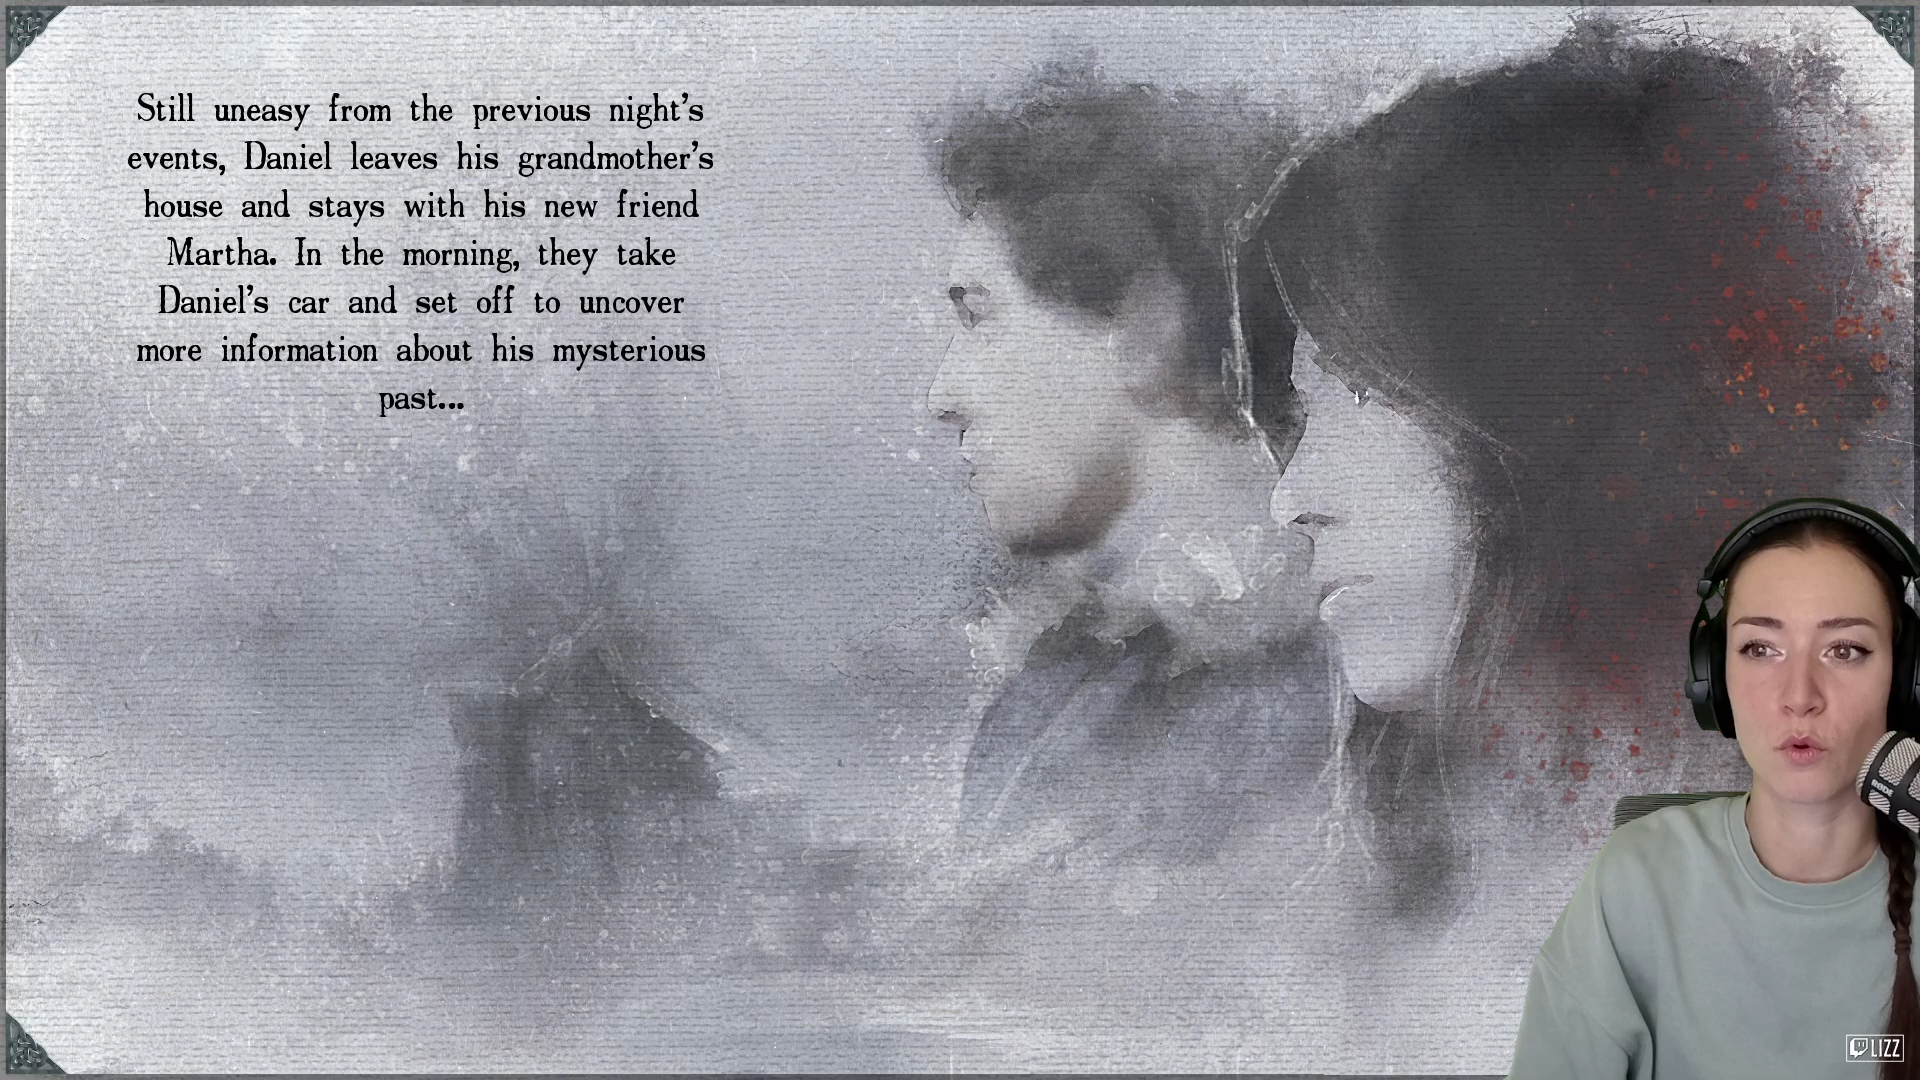 Still uneasy from the previous night's
events, Daniel leaves his grandmother's
house and stays with his new friend
Martha. In the morning, they take
Daniel's car and set off to uncover
more information about his mysterious
past...
RØDE
LIZZ